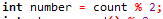 int number = count % 2;